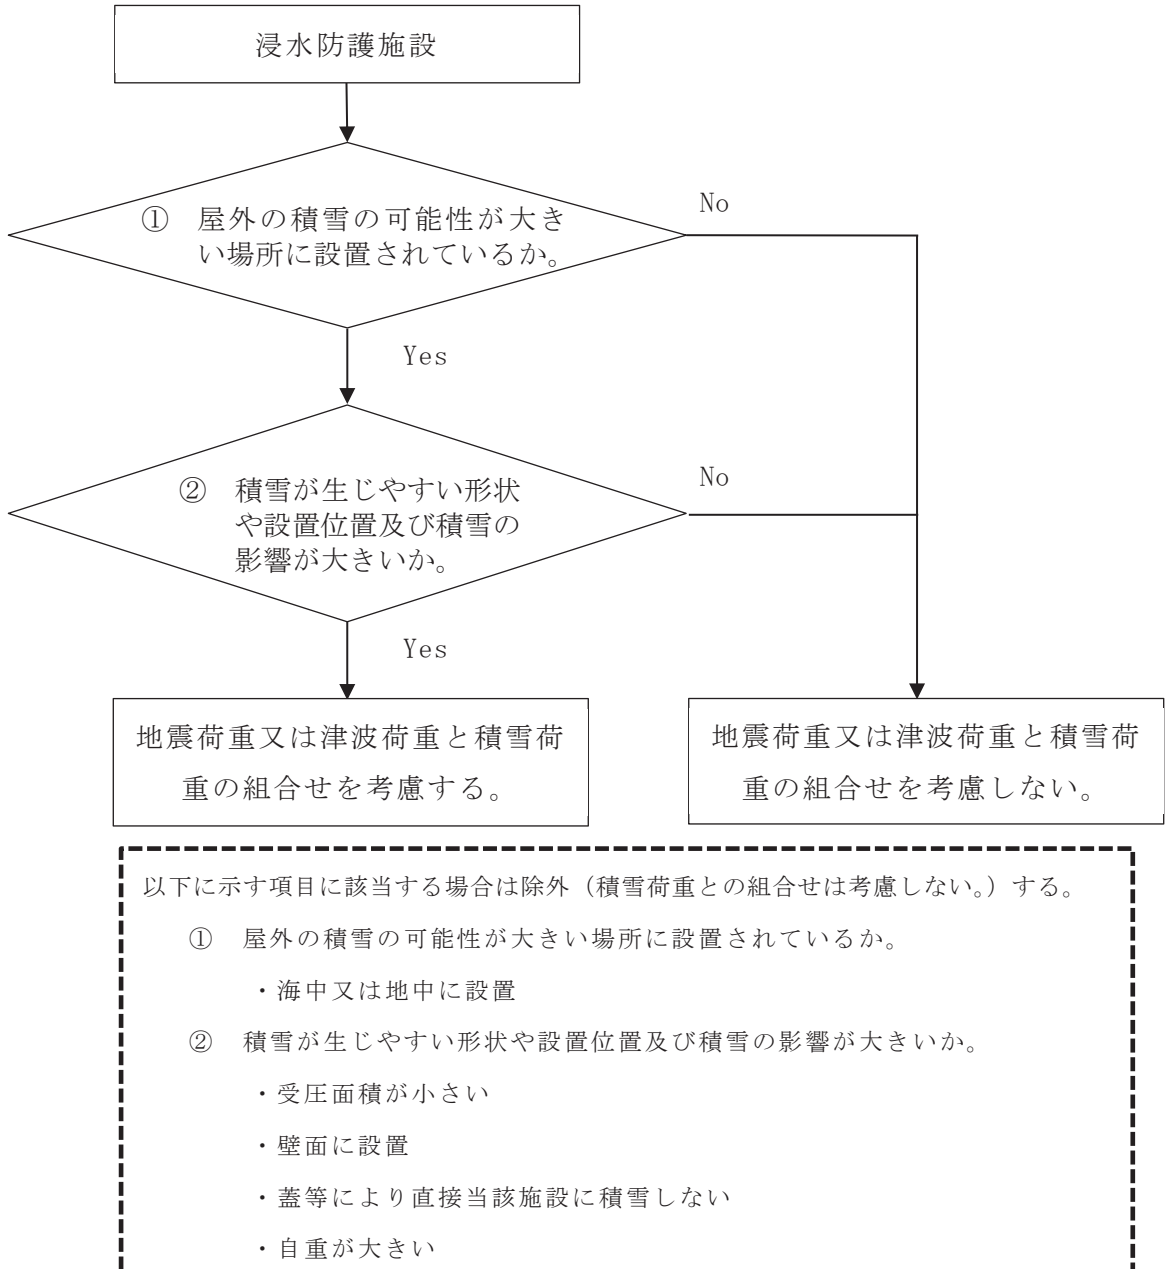 浸水防護施設
① 屋外の積雪の可能性が大き
い場所に設置されているか。
No
Yes
② 積雪が生じやすい形状
や設置位置及び積雪の
影響が大きいか。
No
Yes
地震荷重又は津波荷重と積雪荷
重の組合せを考慮する。
地震荷重又は津波荷重と積雪荷
重の組合せを考慮しない。
以下に示す項目に該当する場合は除外（積雪荷重との組合せは考慮しない。）する。
① 屋外の積雪の可能性が大きい場所に設置されているか。
・海中又は地中に設置
② 積雪が生じやすい形状や設置位置及び積雪の影響が大きいか。
・受圧面積が小さい
・壁面に設置
・蓋等により直接当該施設に積雪しない
・自重が大きい